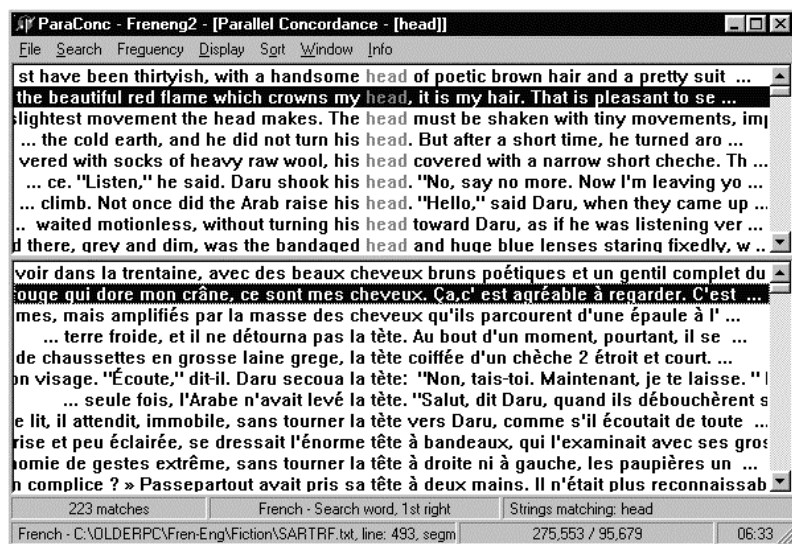 ParaConc - Freneng2 - [Parallel Concordance - [head]]
File Search Frequency Display Sort Window Info
st have been thirtyish, with a handsome head of poetic brown hair and a pretty suit ...
the beautiful red flame which crowns my head, it is my hair. That is pleasant to se ...
slightest movement the head makes. The head must be shaken with tiny movements, imp
... the cold earth, and he did not turn his head. But after a short time, he turned aro ...
vered with socks of heavy raw wool, his head covered with a narrow short cheche. Th ...
... ce. "Listen," he said. Daru shook his head. "No, say no more. Now I'm leaving yo ...
... climb. Not once did the Arab raise his head. "Hello," said Daru, when they came up ...
.. waited motionless, without turning his head toward Daru, as if he was listening ver ...
d there, grey and dim, was the bandaged head and huge blue lenses staring fixedly, w ..
voir dans la trentaine, avec des beaux cheveux bruns poétiques et un gentil complet du
ouge qui dore mon crâne, ce sont mes cheveux. Ça,c' est agréable à regarder. C'est ...
mes, mais amplifiés par la masse des cheveux qu'ils parcourent d'une épaule à l' ...
... terre froide, et il ne détourna pas la tète. Au bout d'un moment, pourtant, il se ...
de chaussettes en grosse laine grege, la tète coiffée d'un chèche 2 étroit et court. ...
on visage. "Écoute," dit-il. Daru secoua la tète: "Non, tais-toi. Maintenant, je te laisse. "
... seule fois, l'Arabe n'avait levé la tète. "Salut, dit Daru, quand ils débouchèrent s
e lit, il attendit, immobile, sans tourner la tète vers Daru, comme s'il écoutait de toute ...
rise et peu éclairée, se dressait l'énorme tête à bandeaux, qui l'examinait avec ses gros
nomie de gestes extrême, sans tourner la tête à droite ni à gauche, les paupières un ...
n complice ? » Passepartout avait pris sa tête à deux mains. Il n'était plus reconnaissab
223 matches French - Search word, 1st right Strings matching: head
French - C:\OLDERPC\Fren-Eng\Fiction\SARTRF.txt, line: 493, segm 275,553 / 95,679 06:33